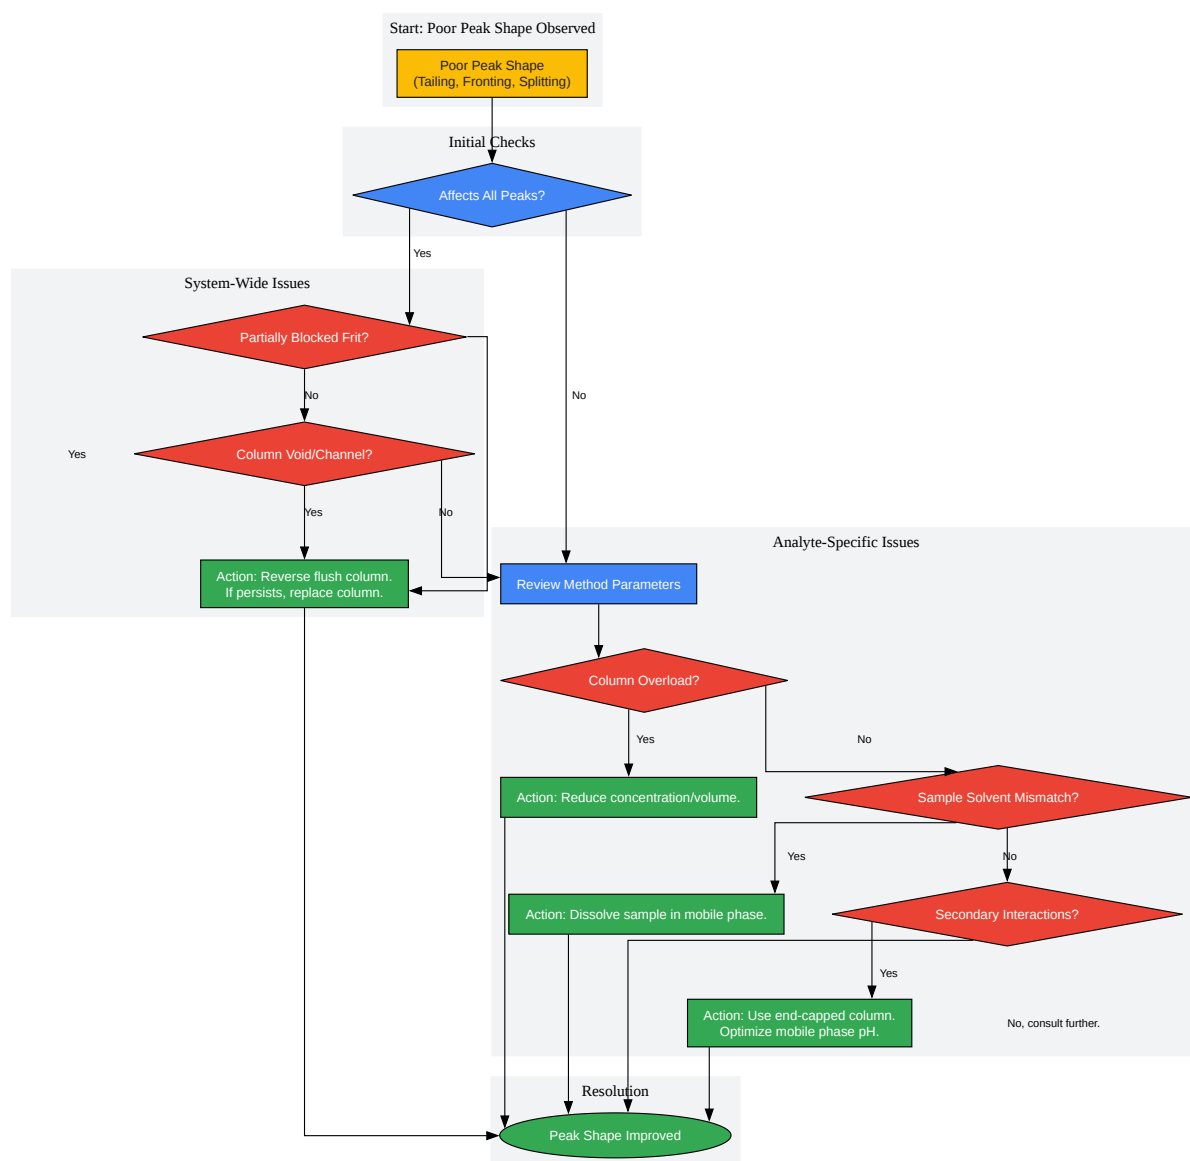 Start: Poor Peak Shape Observed
Poor Peak Shape
(Tailing, Fronting, Splitting)
Initial Checks
Affects All Peaks?
Yes
System-Wide Issues
Partially Blocked Frit?
No
No
Column Void/Channel?
Yes
Yes
No
Action: Reverse flush column.
If persists, replace column.
Analyte-Specific Issues
Review Method Parameters
Column Overload?
Yes
No
Action: Reduce concentration/volume.
Sample Solvent Mismatch?
Yes
No
Action: Dissolve sample in mobile phase.
Secondary Interactions?
Yes
Action: Use end-capped column.
Optimize mobile phase pH.
No, consult further.
Resolution
Peak Shape Improved